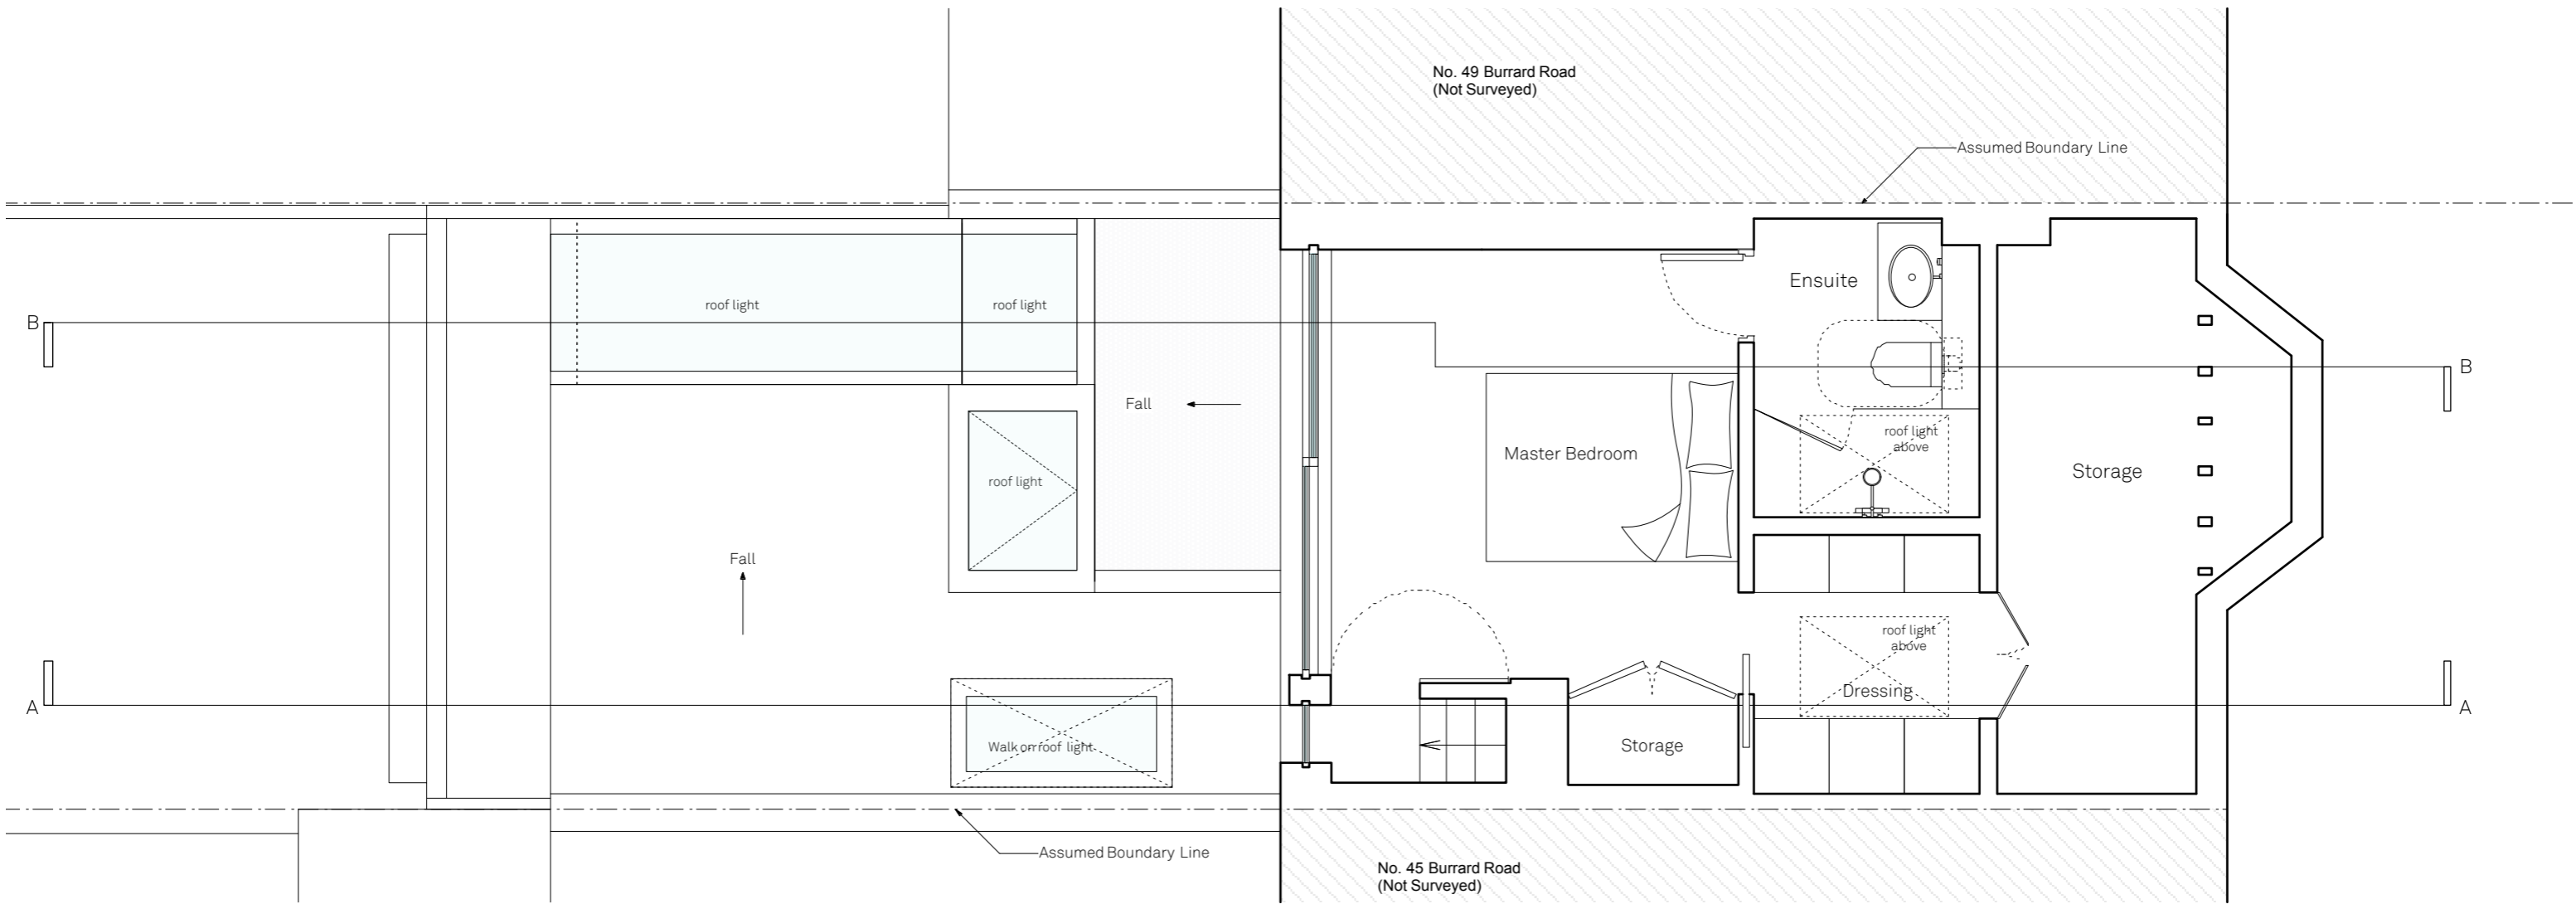 No. 49 Burrard Road
(Not Surveyed)
Assumed Boundary Line
Ensuite
roof light
roof light
B
B
Fall
roof light
above
Master Bedroom
Storage
roof light
Fall
roof light
above
Dressing
A
A
Walk on roof light
Storage
Assumed Boundary Line
No. 45 Burrard Road
(Not Surveyed)